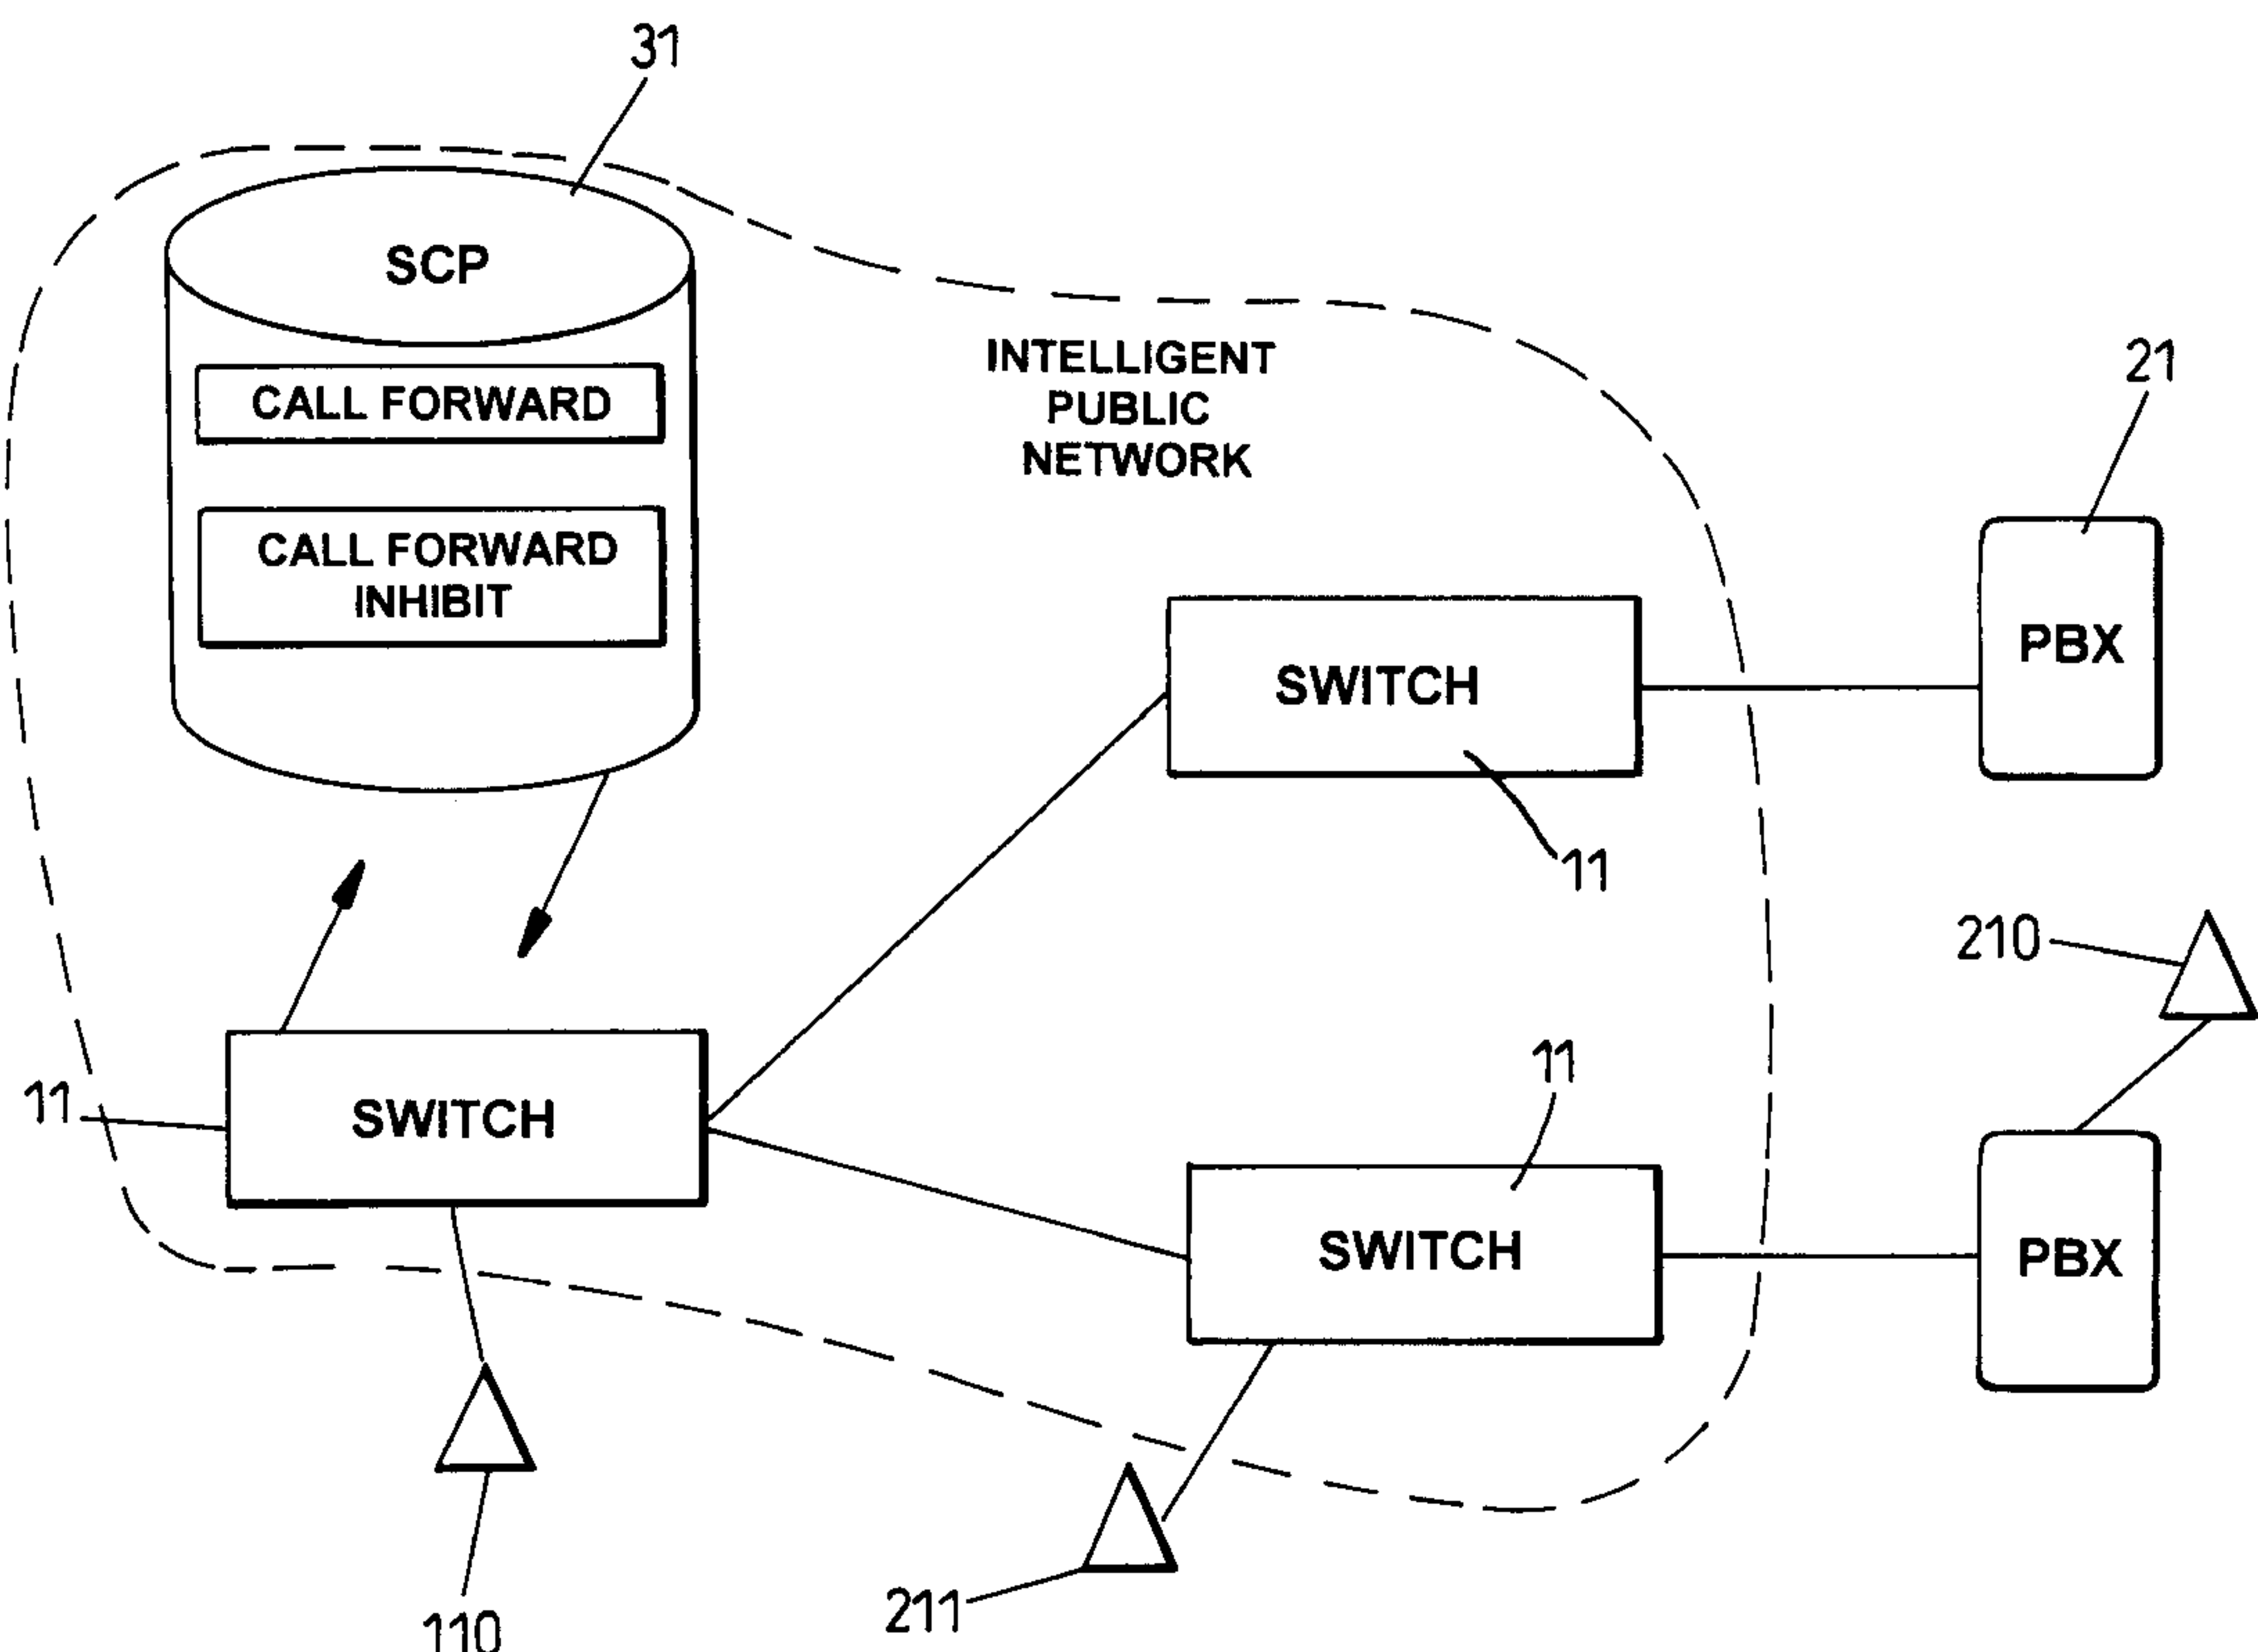 31
SCP
CALL FORWARD
CALL FORWARD
INHIBIT
INTELLIGENT
PUBLIC
NETWORK
21
PBX
SWITCH
11
210
11
SWITCH
11
SWITCH
PBX
110
211